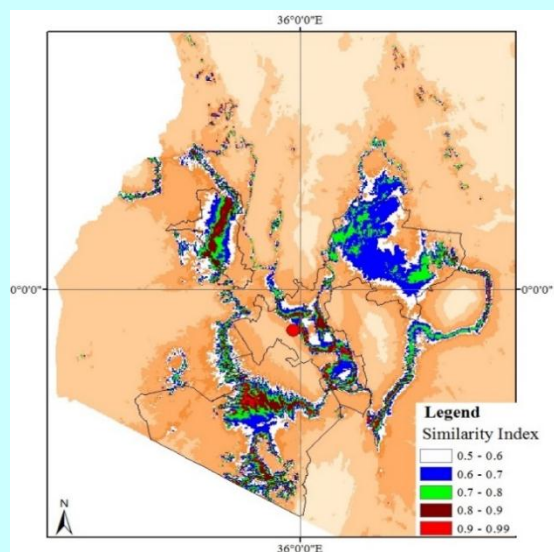 36°0'0"E
0°0'0"
0°0'0"
Legend
Similarity Index
0.5 - 0.6
0.6 - 0.7
0.7 - 0.8
0.8 - 0.9
0.9 - 0.99
N
36°0'0"E